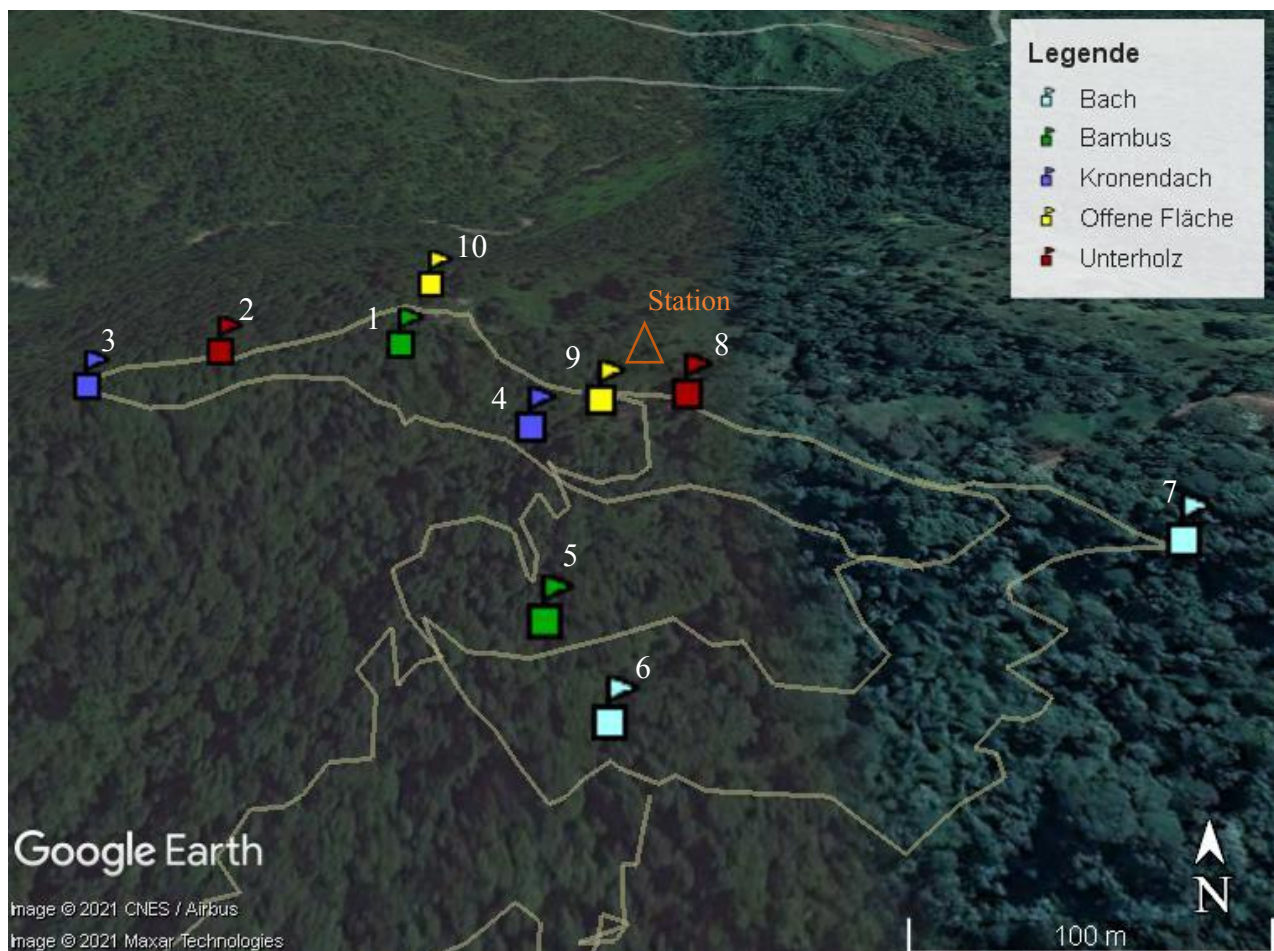 Legende
Bach
Bambus
Kronendach
Offene Fläche
Unterholz
10
Station
1
2
3
9
8
4
7
5
6
Google Earth
Image © 2021 CNES / Airbus
Image © 2021 Maxar Technologies
N
100 m